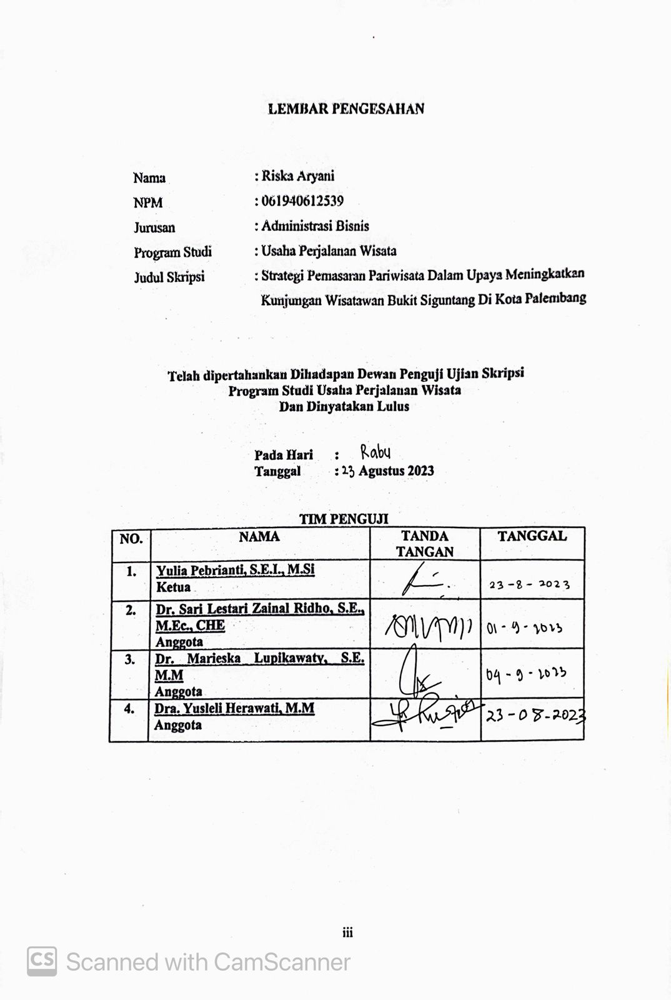 LEMBAR PENGESAHAN
Nama : Riska Aryani
NPM : 061940612539
Jurusan : Administrasi Bisnis
Program Studi : Usaha Perjalanan Wisata
Judul Skripsi : Strategi Pemasaran Pariwisata Dalam Upaya Meningkatkan
Kunjungan Wisatawan Bukit Siguntang Di Kota Palembang
Telah dipertahankan Dihadapan Dewan Penguji Ujian Skripsi
Program Studi Usaha Perjalanan Wisata
Dan Dinyatakan Lulus
Pada Hari : Rabu
Tanggal : 23 Agustus 2023
TIM PENGUJI
NO. NAMA TANDA TANGGAL
TANGAN
1. Yulia Pebrianti, S.E.I., M.Si
Ketua 23-8-2023
2. Dr. Sari Lestari Zainal Ridho, S.E.,
M.Ec., CHE 01-9-2023
Anggota
3. Dr. Marieska Lupikawaty, S.E.
M.M 04-9-2023
Anggota
4. Dra. Yusleli Herawati, M.M 23-08-2023
Anggota
iii
CS Scanned with CamScanner